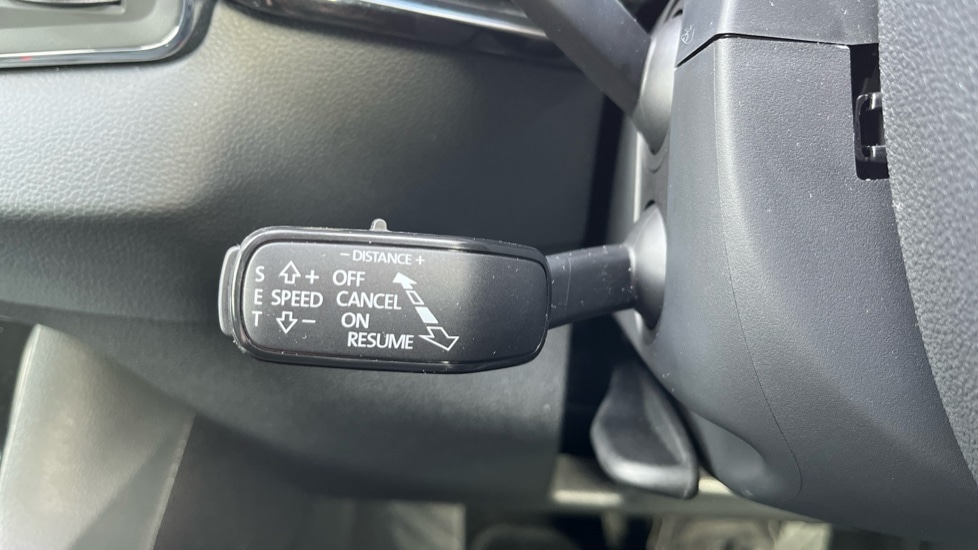 − DISTANCE +
S + OFF
E SPEED CANCEL
T − ON
RESUME